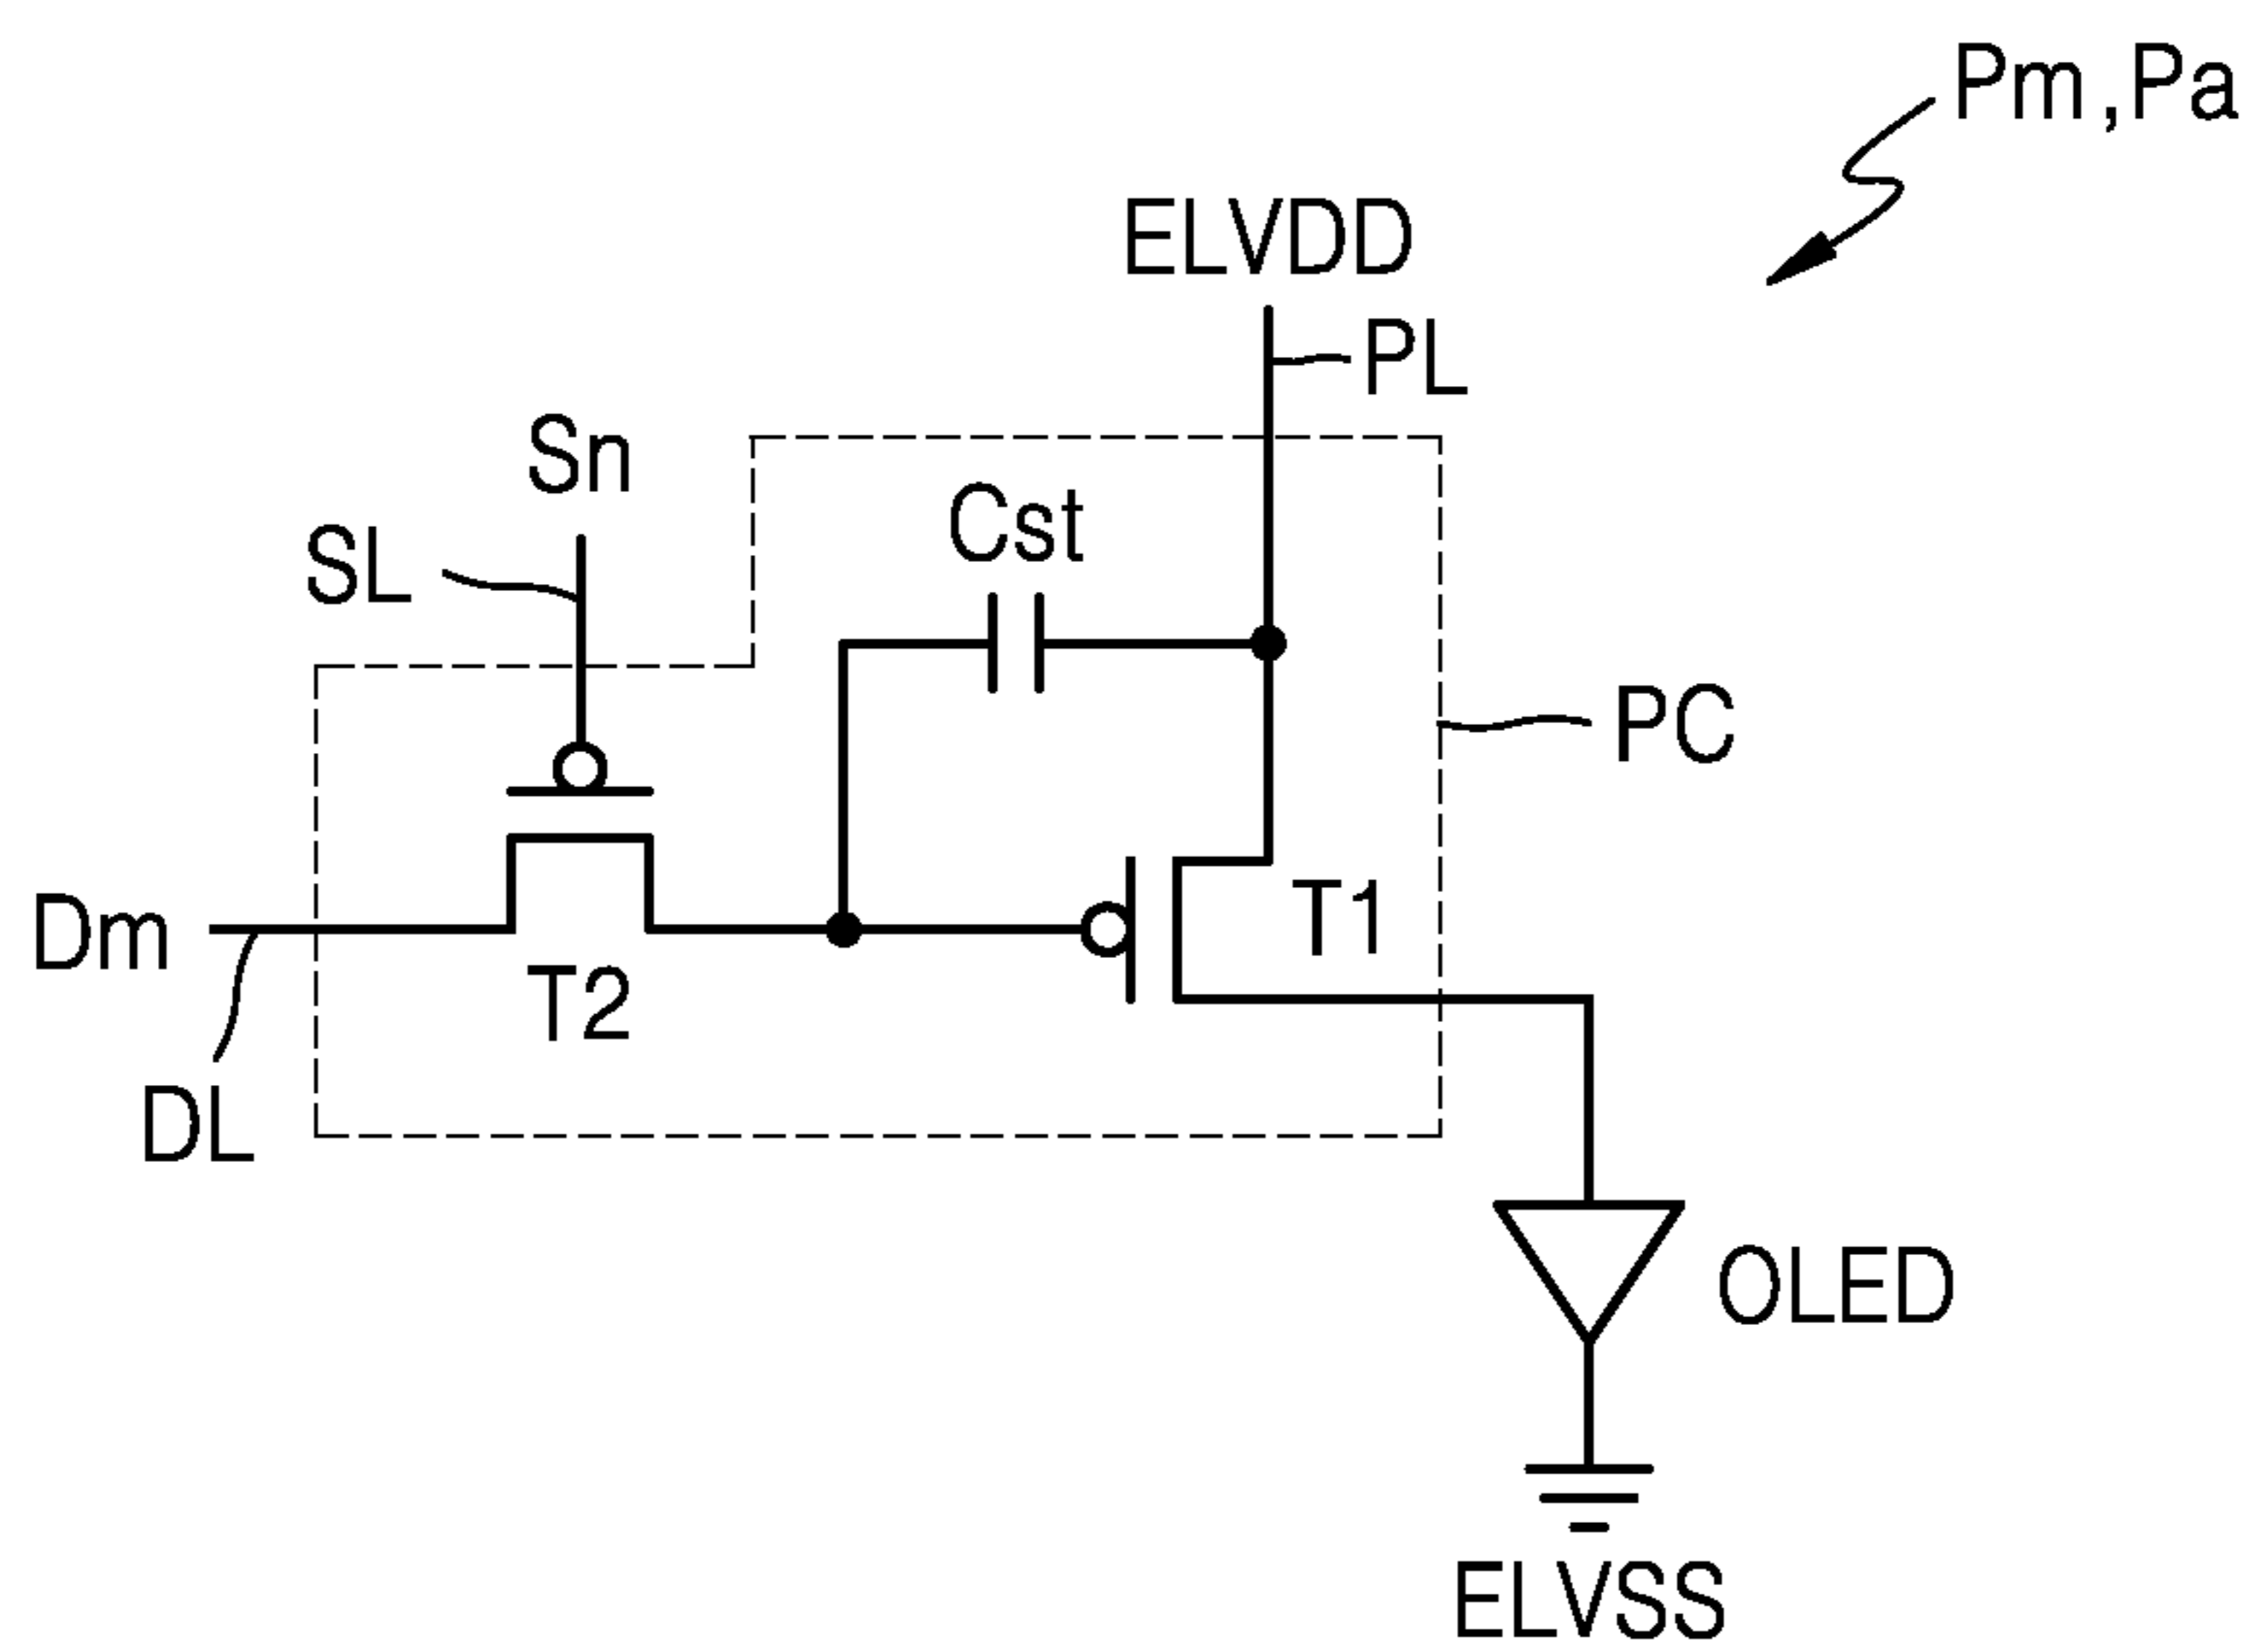 Pm,Pa
ELVDD
PL
Sn
Cst
SL
PC
T1
Dm
T2
DL
OLED
ELVSS